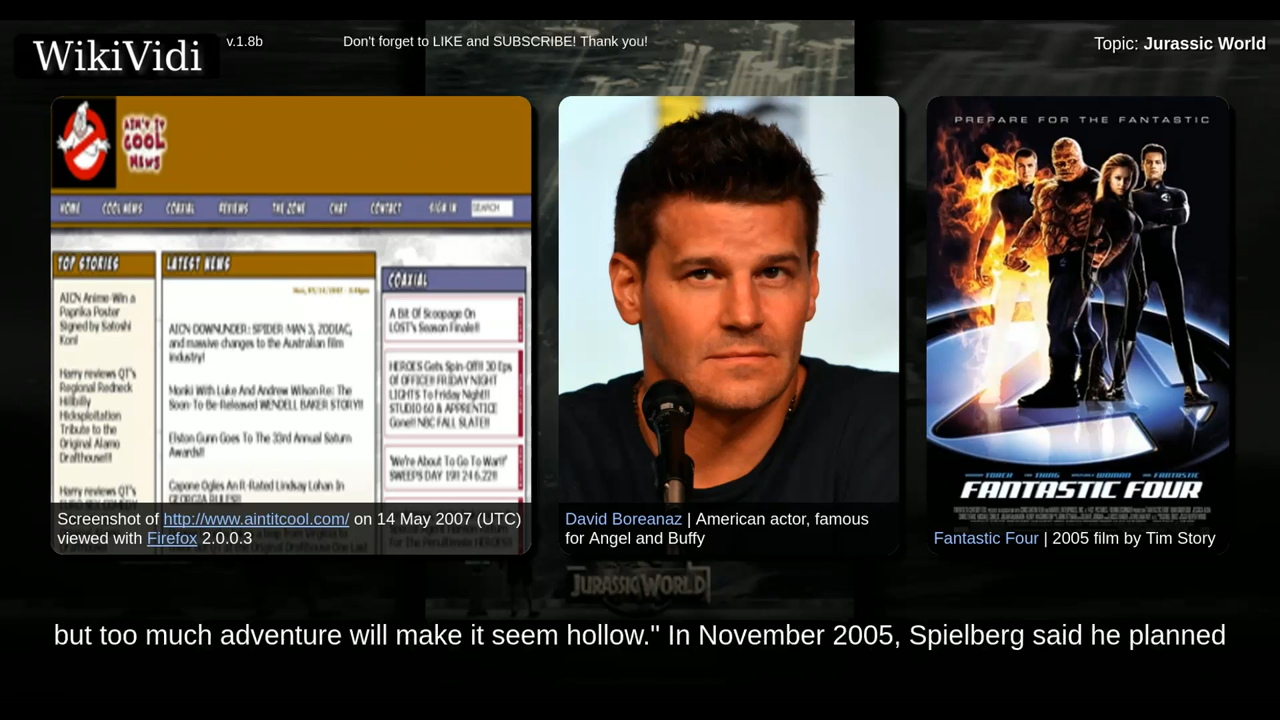 WikiVidi
v.1.8b
Don't forget to LIKE and SUBSCRIBE! Thank you!
Topic: Jurassic World
AIN'T IT
COOL
NEWS
HOME COOL NEWS COAXIAL REVIEWS THE ZONE CHAT CONTACT SIGN IN SEARCH
TOP STORIES
AICN Anime-Win a
Paprika Poster
Signed by Satoshi
Kon!
Harry reviews QT's
Regional Redneck
Hillbilly
Hicksploitation
Tribute to the
Original Alamo
Drafthouse!!!
Harry reviews QT's
LATEST NEWS
AICN DOWNUNDER: SPIDER-MAN 3, ZODIAC,
and massive changes to the Australian film
industry!
Moriki With Luke And Andrew Wilson Re: The
Soon-To-Be-Released WENDELL BAKER STORY!!
Elston Gunn Goes To The 33rd Annual Saturn
Awards!!
Capone Ogles An R-Rated Lindsay Lohan In
GEORGIA RULE!!
COAXIAL
A Bit Of Scoopage On
LOST's Season Finale!!
HEROES Gets Spin-Off!! 30 Eps
Of OFFICE!! FRIDAY NIGHT
LIGHTS To Friday Night!!
STUDIO 60 & APPRENTICE
Gone!! NBC FALL SLATE!!
'We're About To Go To War!!'
Screenshot of http://www.aintitcool.com/ on 14 May 2007 (UTC)
viewed with Firefox 2.0.0.3
David Boreanaz | American actor, famous
for Angel and Buffy
PREPARE FOR THE FANTASTIC
FANTASTIC FOUR
Fantastic Four | 2005 film by Tim Story
JURASSIC WORLD
but too much adventure will make it seem hollow." In November 2005, Spielberg said he planned